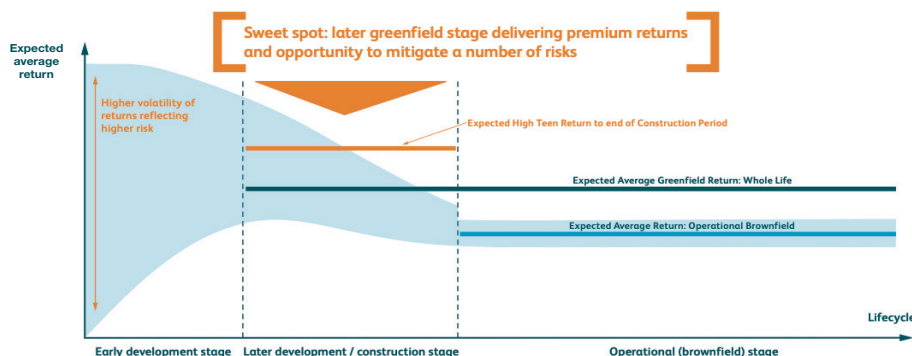 Sweet spot: later greenfield stage delivering premium returns
and opportunity to mitigate a number of risks
Expected
average
return
Higher volatility of
returns reflecting
higher risk
Expected High Teen Return to end of Construction Period
Expected Average Greenfield Return: Whole Life
Expected Average Return: Operational Brownfield
Lifecycle
Early development stage
Later development / construction stage
Operational (brownfield) stage